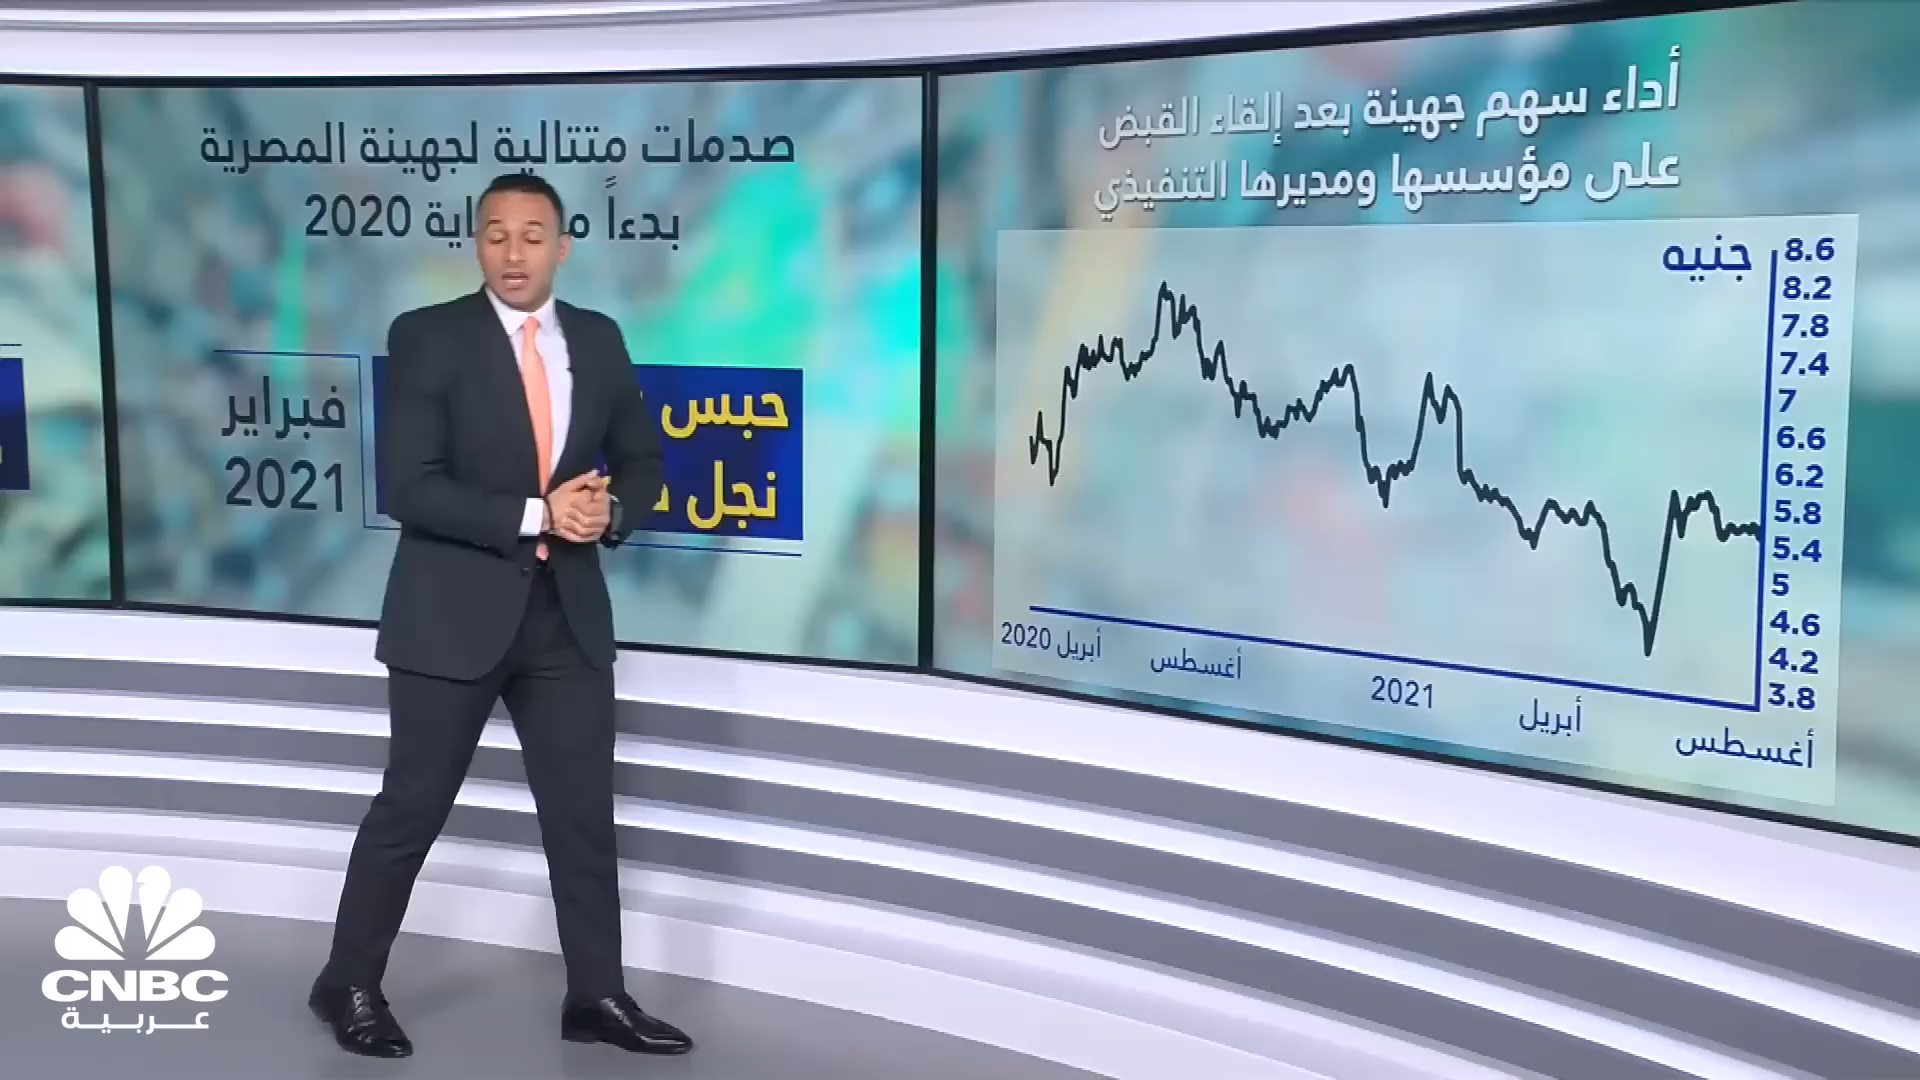 أداء سهم جهينة بعد إلقاء القبض
على مؤسسها ومديرها التنفيذي
جنيه
8.6
8.2
7.8
7.4
7
6.6
6.2
5.8
5.4
5
4.6
4.2
3.8
أبريل 2020
أغسطس
2021
أبريل
أغسطس
صدمات متتالية لجهينة المصرية
بدءاً 2020
حبس
نجل
فبراير
2021
CNBC
عربية